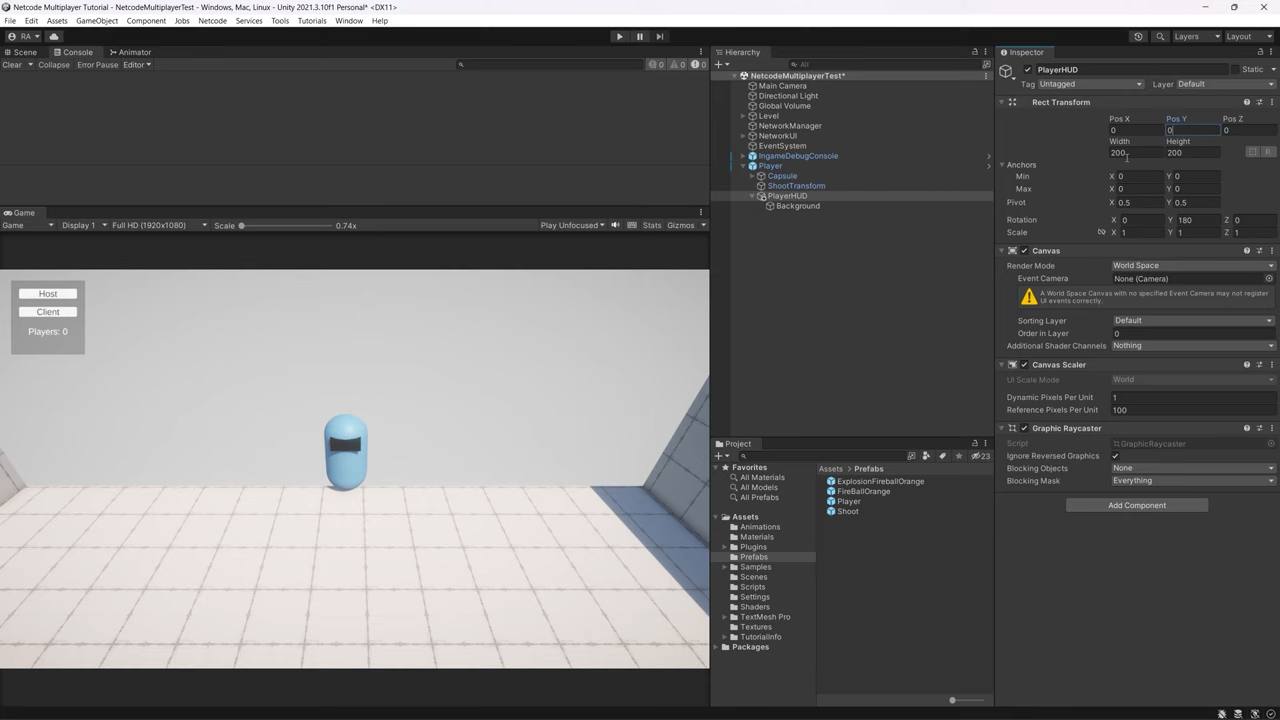 Netcode Multiplayer Tutorial - NetcodeMultiplayerTest - Windows, Mac, Linux - Unity 2021.3.10f1 Personal* <DX11>
File Edit Assets GameObject Component Jobs Netcode Services Tools Tutorials Window Help
RA Layers Layout
Scene Console Animator
Clear Collapse Error Pause Editor 0 0 0
Game
Game Display 1 Full HD (1920x1080) Scale 0.74x Play Unfocused Stats Gizmos
Host
Client
Players: 0
Hierarchy
All
NetcodeMultiplayerTest*
Main Camera
Directional Light
Global Volume
Level
NetworkManager
NetworkUI
EventSystem
IngameDebugConsole
Player
Capsule
ShootTransform
PlayerHUD
Background
Project
23
Favorites
All Materials
All Models
All Prefabs
Assets
Animations
Materials
Plugins
Prefabs
Samples
Scenes
Scripts
Settings
Shaders
TextMesh Pro
Textures
TutorialInfo
Packages
Assets Prefabs
ExplosionFireballOrange
FireBallOrange
Player
Shoot
Inspector
PlayerHUD Static
Tag Untagged Layer Default
Rect Transform
Pos X Pos Y Pos Z
0 0 0
Width Height
200 200 R
Anchors
Min X 0 Y 0
Max X 0 Y 0
Pivot X 0.5 Y 0.5
Rotation X 0 Y 180 Z 0
Scale X 1 Y 1 Z 1
Canvas
Render Mode World Space
Event Camera None (Camera)
A World Space Canvas with no specified Event Camera may not register
UI events correctly.
Sorting Layer Default
Order in Layer 0
Additional Shader Channels Nothing
Canvas Scaler
UI Scale Mode World
Dynamic Pixels Per Unit 1
Reference Pixels Per Unit 100
Graphic Raycaster
Script GraphicRaycaster
Ignore Reversed Graphics
Blocking Objects None
Blocking Mask Everything
Add Component